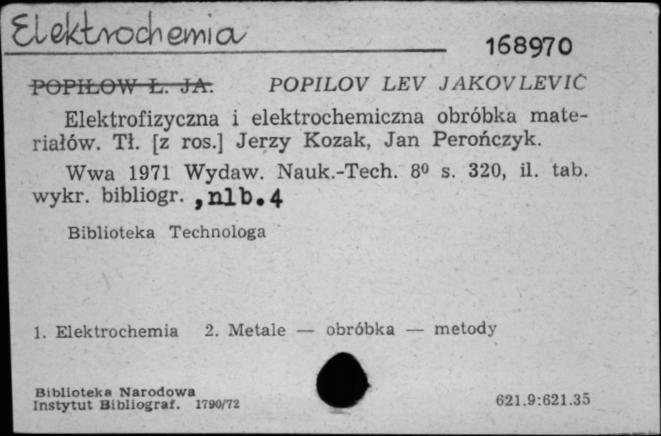 Elektrochemia
168970
POPIŁOW Ł. JA. POPILOV LEV JAKOVLEVIČ
Elektrofizyczna i elektrochemiczna obróbka mate-
riałów. Tł. [z ros.] Jerzy Kozak, Jan Perończyk.
Wwa 1971 Wydaw. Nauk.-Tech. 8⁰ s. 320, il. tab.
wykr. bibliogr. , nlb. 4
Biblioteka Technologa
1. Elektrochemia 2. Metale — obróbka — metody
Biblioteka Narodowa
Instytut Bibliograf. 1790/72
621.9:621.35